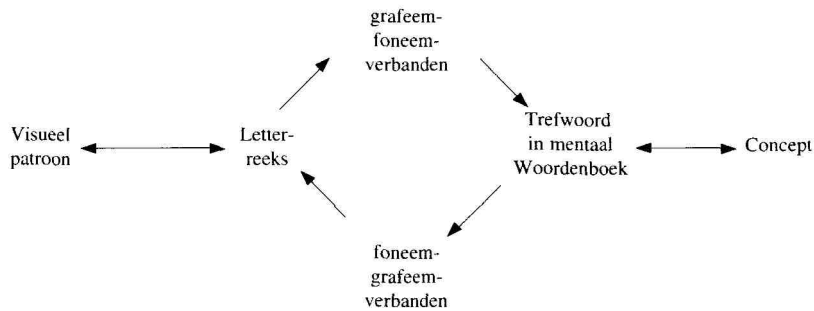 grafeem-
foneem-
verbanden
Visueel
patroon
Letter-
reeks
Trefwoord
in mentaal
Woordenboek
Concept
foneem-
grafeem-
verbanden